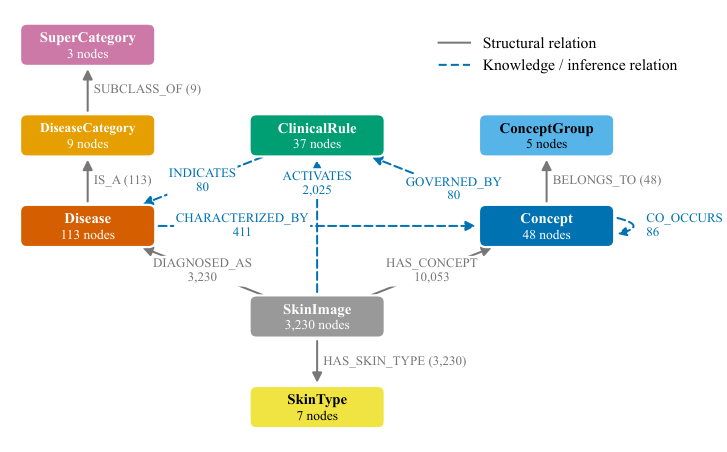 SuperCategory
3 nodes
Structural relation
Knowledge / inference relation
SUBCLASS_OF (9)
DiseaseCategory
9 nodes
ClinicalRule
37 nodes
ConceptGroup
5 nodes
IS_A (113)
INDICATES
80
ACTIVATES
2,025
GOVERNED_BY
80
BELONGS_TO (48)
Disease
113 nodes
CHARACTERIZED_BY
411
Concept
48 nodes
CO_OCCURS
86
DIAGNOSED_AS
3,230
HAS_CONCEPT
10,053
SkinImage
3,230 nodes
HAS_SKIN_TYPE (3,230)
SkinType
7 nodes